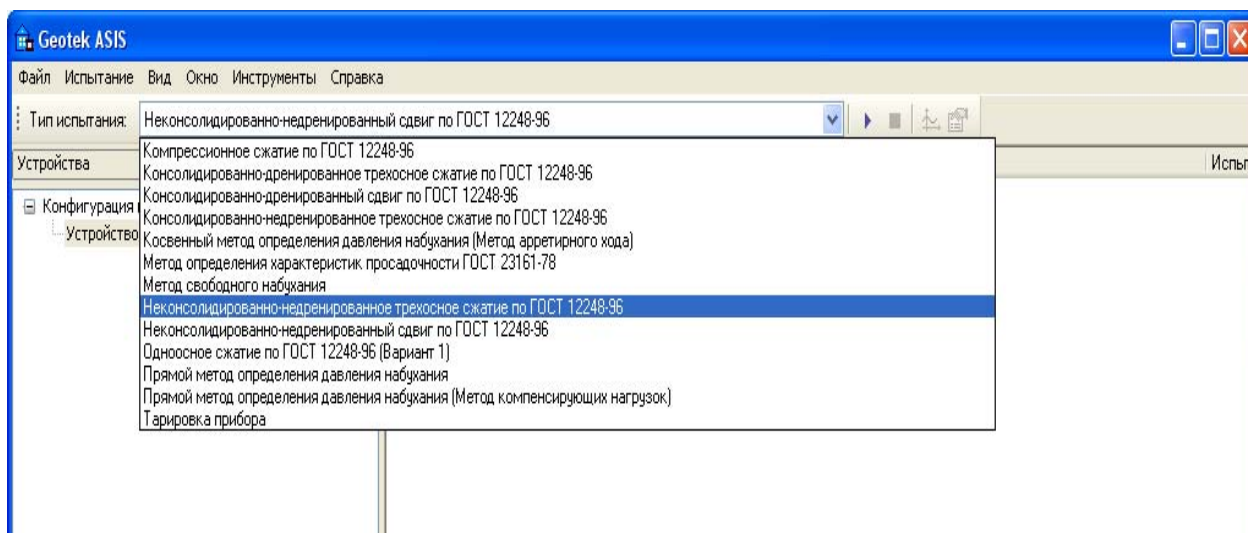 Geotek ASIS
Файл Испытание Вид Окно Инструменты Справка
Тип испытания: Неконсолидированно-недренированный сдвиг по ГОСТ 12248-96
Устройства
Испы
Компрессионное сжатие по ГОСТ 12248-96
Консолидированно-дренированное трехосное сжатие по ГОСТ 12248-96
Консолидированно-дренированный сдвиг по ГОСТ 12248-96
Консолидированно-недренированное трехосное сжатие по ГОСТ 12248-96
Косвенный метод определения давления набухания (Метод арретирного хода)
Метод определения характеристик просадочности ГОСТ 23161-78
Метод свободного набухания
Неконсолидированно-недренированное трехосное сжатие по ГОСТ 12248-96
Неконсолидированно-недренированный сдвиг по ГОСТ 12248-96
Одноосное сжатие по ГОСТ 12248-96 (Вариант 1)
Прямой метод определения давления набухания
Прямой метод определения давления набухания (Метод компенсирующих нагрузок)
Тарировка прибора
Конфигурация
Устройство